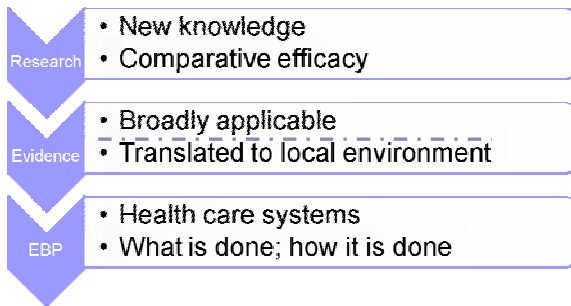 Research
• New knowledge
• Comparative efficacy
Evidence
• Broadly applicable
• Translated to local environment
EBP
• Health care systems
• What is done; how it is done